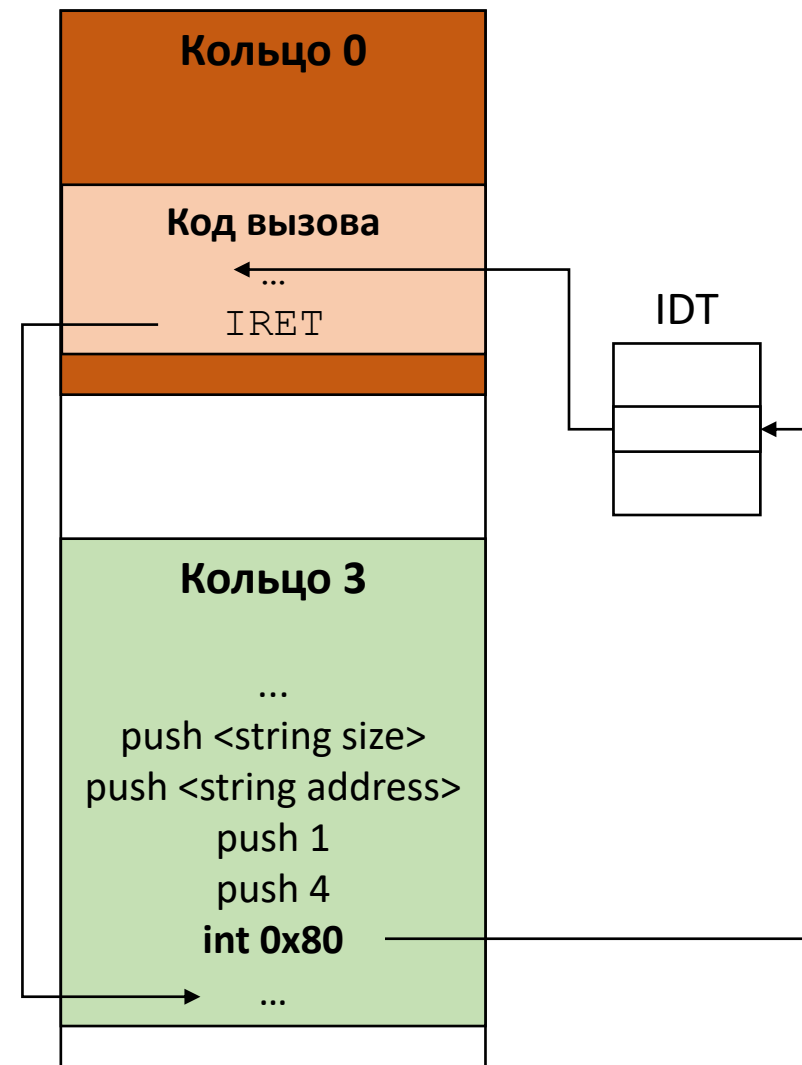 Кольцо 0
Код вызова
...
IRET
IDT
Кольцо 3
...
push <string size>
push <string address>
push 1
push 4
int 0x80
...